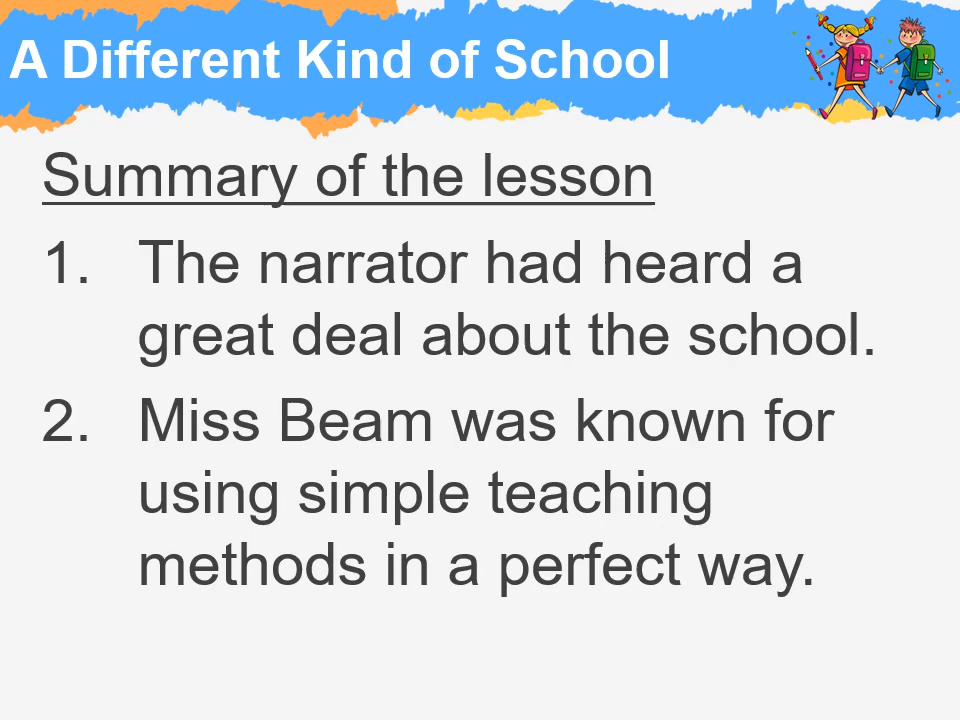 A Different Kind of School
Summary of the lesson
1. The narrator had heard a
great deal about the school.
2. Miss Beam was known for
using simple teaching
methods in a perfect way.